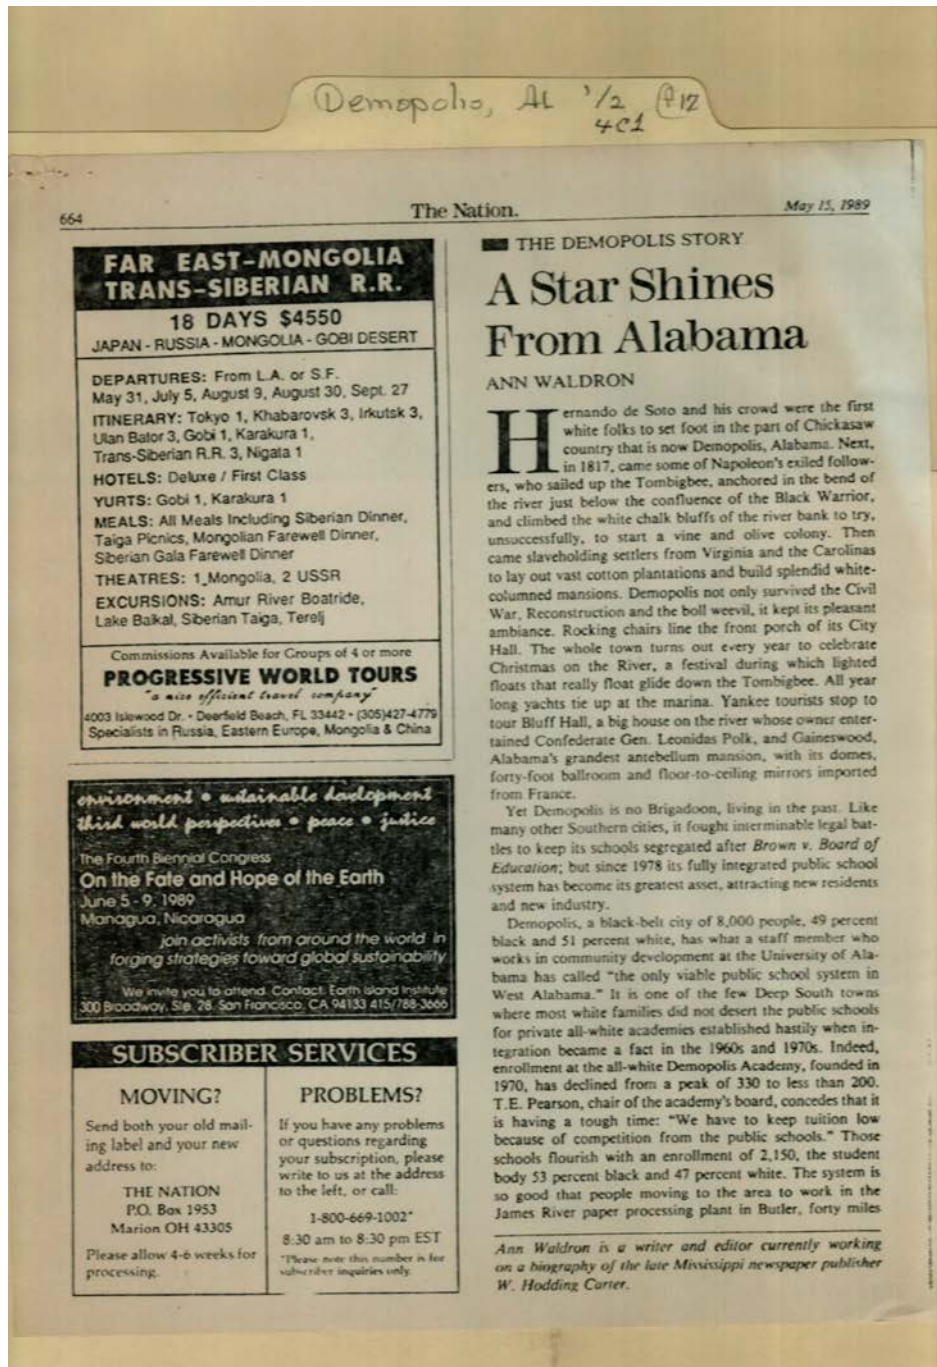 Demopolis, AL 1/2 P12
4C1
664
The Nation.
May 15, 1989
FAR EAST-MONGOLIA
TRANS-SIBERIAN R.R.
18 DAYS $4550
JAPAN - RUSSIA - MONGOLIA - GOBI DESERT
DEPARTURES: From L.A. or S.F.
May 31, July 5, August 9, August 30, Sept. 27
ITINERARY: Tokyo 1, Khabarovsk 3, Irkutsk 3,
Ulan Bator 3, Gobi 1, Karakura 1,
Trans-Siberian R.R. 3, Nigata 1
HOTELS: Deluxe / First Class
YURTS: Gobi 1, Karakura 1
MEALS: All Meals Including Siberian Dinner,
Taiga Picnics, Mongolian Farewell Dinner,
Siberian Gala Farewell Dinner
THEATRES: 1 Mongolia, 2 USSR
EXCURSIONS: Amur River Boatride,
Lake Baikal, Siberian Taiga, Terelj
Commissions Available for Groups of 4 or more
PROGRESSIVE WORLD TOURS
"a nice efficient travel company"
4003 Islewood Dr. • Deerfield Beach, FL 33442 • (305)427-4779
Specialists in Russia, Eastern Europe, Mongolia & China
environment • sustainable development
third world perspectives • peace • justice
The Fourth Biennial Congress
On the Fate and Hope of the Earth
June 5 - 9, 1989
Managua, Nicaragua
join activists from around the world in
forging strategies toward global sustainability
We invite you to attend. Contact: Earth Island Institute
300 Broadway, Ste. 28, San Francisco, CA 94133 415/788-3666
SUBSCRIBER SERVICES
MOVING?
Send both your old mail-
ing label and your new
address to:
THE NATION
P.O. Box 1953
Marion OH 43305
Please allow 4-6 weeks for
processing.
PROBLEMS?
If you have any problems
or questions regarding
your subscription, please
write to us at the address
to the left, or call:
1-800-669-1002*
8:30 am to 8:30 pm EST
*Please note this number is for
subscriber inquiries only.
THE DEMOPOLIS STORY
A Star Shines
From Alabama
ANN WALDRON
Hernando de Soto and his crowd were the first
white folks to set foot in the part of Chickasaw
country that is now Demopolis, Alabama. Next,
in 1817, came some of Napoleon's exiled follow-
ers, who sailed up the Tombigbee, anchored in the bend of
the river just below the confluence of the Black Warrior,
and climbed the white chalk bluffs of the river bank to try,
unsuccessfully, to start a vine and olive colony. Then
came slaveholding settlers from Virginia and the Carolinas
to lay out vast cotton plantations and build splendid white-
columned mansions. Demopolis not only survived the Civil
War, Reconstruction and the boll weevil, it kept its pleasant
ambiance. Rocking chairs line the front porch of its City
Hall. The whole town turns out every year to celebrate
Christmas on the River, a festival during which lighted
floats that really float glide down the Tombigbee. All year
long yachts tie up at the marina. Yankee tourists stop to
tour Bluff Hall, a big house on the river whose owner enter-
tained Confederate Gen. Leonidas Polk, and Gaineswood,
Alabama's grandest antebellum mansion, with its domes,
forty-foot ballroom and floor-to-ceiling mirrors imported
from France.
Yet Demopolis is no Brigadoon, living in the past. Like
many other Southern cities, it fought interminable legal bat-
tles to keep its schools segregated after Brown v. Board of
Education; but since 1978 its fully integrated public school
system has become its greatest asset, attracting new residents
and new industry.
Demopolis, a black-belt city of 8,000 people, 49 percent
black and 51 percent white, has what a staff member who
works in community development at the University of Ala-
bama has called "the only viable public school system in
West Alabama." It is one of the few Deep South towns
where most white families did not desert the public schools
for private all-white academies established hastily when in-
tegration became a fact in the 1960s and 1970s. Indeed,
enrollment at the all-white Demopolis Academy, founded in
1970, has declined from a peak of 330 to less than 200.
T.E. Pearson, chair of the academy's board, concedes that it
is having a tough time: "We have to keep tuition low
because of competition from the public schools." Those
schools flourish with an enrollment of 2,150, the student
body 53 percent black and 47 percent white. The system is
so good that people moving to the area to work in the
James River paper processing plant in Butler, forty miles
Ann Waldron is a writer and editor currently working
on a biography of the late Mississippi newspaper publisher
W. Hodding Carter.